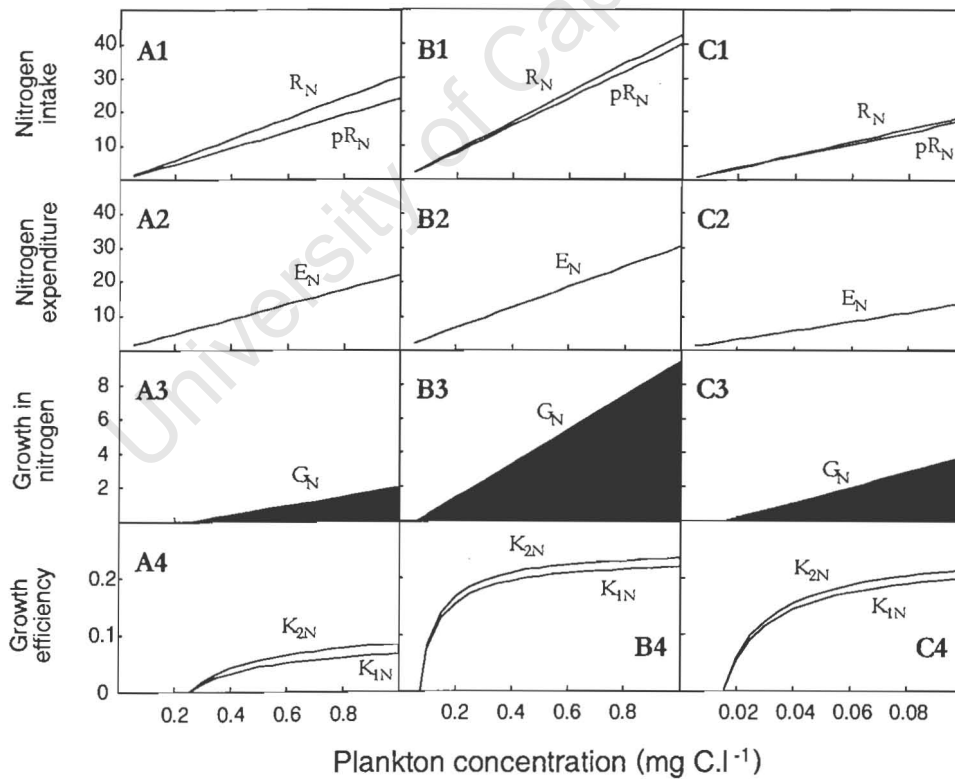 University of Cap
Nitrogen intake
40
30
20
10
A1
R_N
pR_N
B1
R_N
pR_N
C1
R_N
pR_N
Nitrogen expenditure
40
30
20
10
A2
E_N
B2
E_N
C2
E_N
Growth in nitrogen
8
6
4
2
A3
G_N
B3
G_N
C3
G_N
Growth efficiency
0.2
0.1
0
A4
K_2N
K_1N
K_2N
K_1N
B4
K_2N
K_1N
C4
0.2 0.4 0.6 0.8
0.2 0.4 0.6 0.8
0.02 0.04 0.06 0.08
Plankton concentration (mg C.l⁻¹)